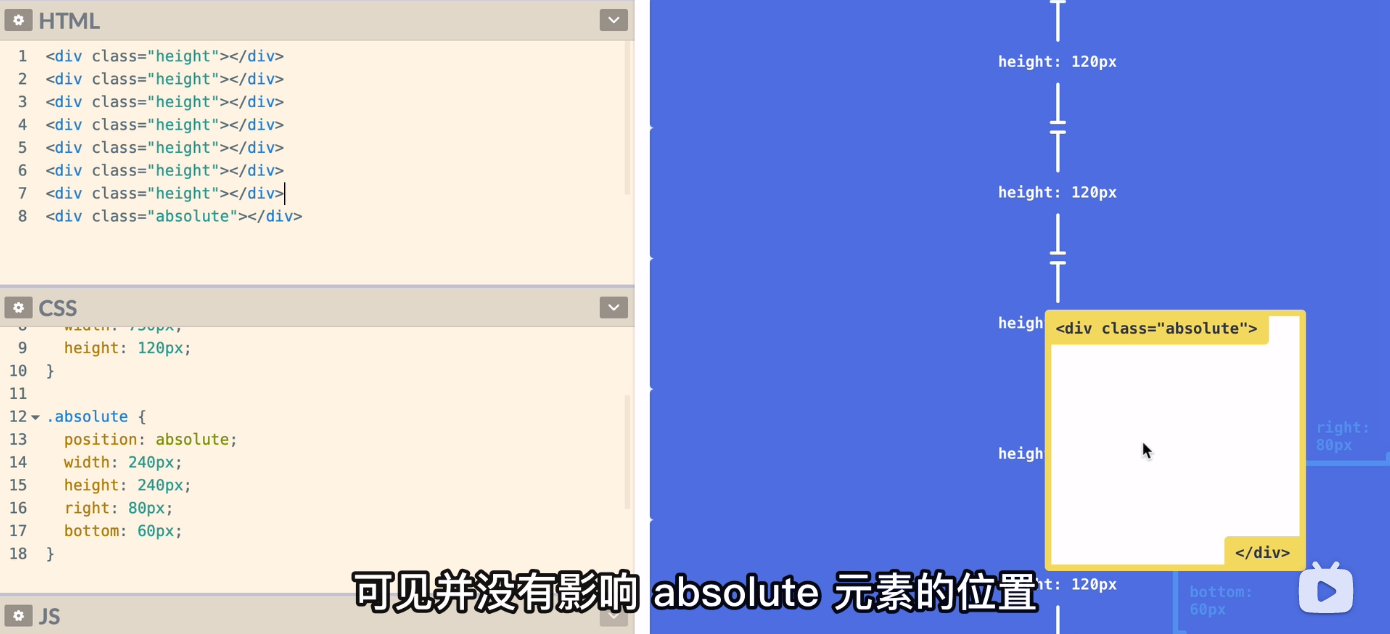 HTML
1 <div class="height"></div>
2 <div class="height"></div>
3 <div class="height"></div>
4 <div class="height"></div>
5 <div class="height"></div>
6 <div class="height"></div>
7 <div class="height"></div>
8 <div class="absolute"></div>
CSS
9 height: 120px;
10 }
11
12 .absolute {
13 position: absolute;
14 width: 240px;
15 height: 240px;
16 right: 80px;
17 bottom: 60px;
18 }
JS
height: 120px
height: 120px
heigh
<div class="absolute">
right:
80px
heigh
</div>
ht: 120px
bottom:
60px
可见并没有影响 absolute 元素的位置